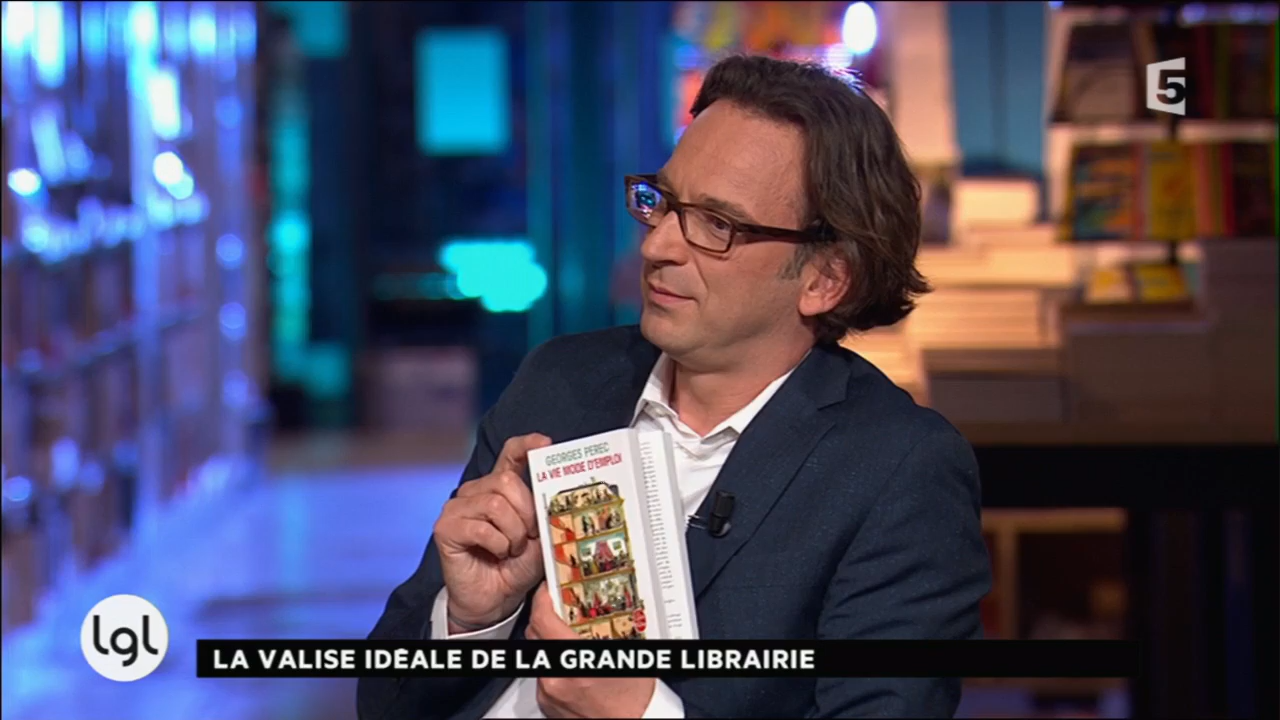 5
GEORGES PEREC
LA VIE MODE D'EMPLOI
lgl
LA VALISE IDÉALE DE LA GRANDE LIBRAIRIE